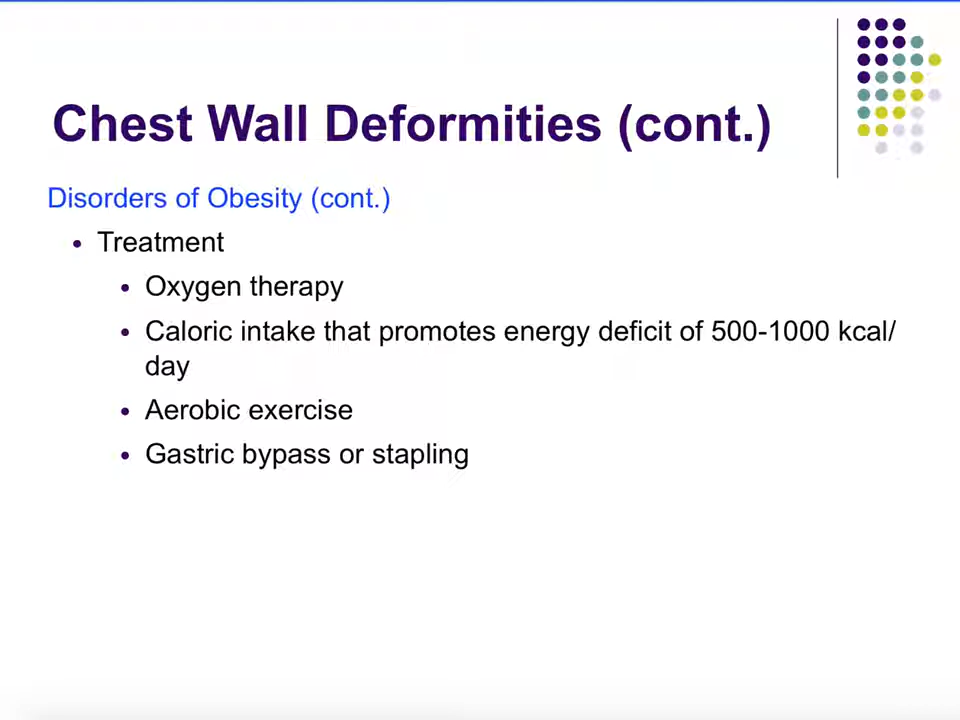 Chest Wall Deformities (cont.)
Disorders of Obesity (cont.)
• Treatment
• Oxygen therapy
• Caloric intake that promotes energy deficit of 500-1000 kcal/
day
• Aerobic exercise
• Gastric bypass or stapling